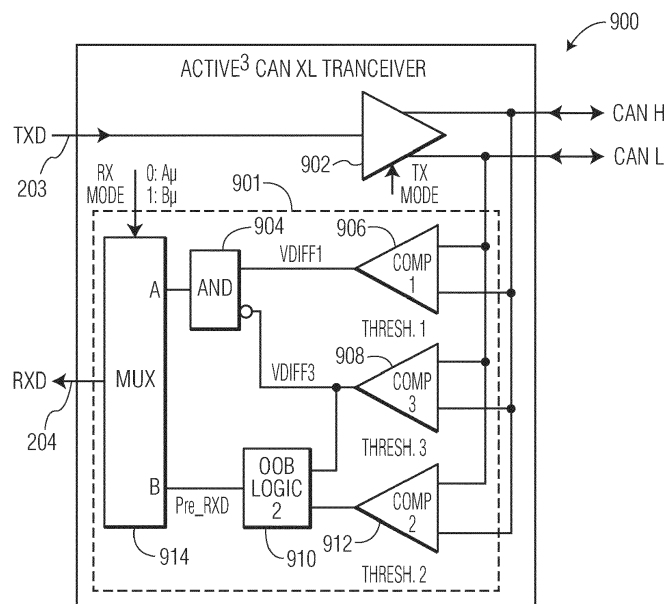 900
ACTIVE³ CAN XL TRANCEIVER
CAN H
TXD
902
CAN L
203
RX MODE
0: Aµ
1: Bµ
901
TX MODE
904
906
VDIFF1
A
AND
COMP 1
THRESH. 1
908
RXD
MUX
VDIFF3
COMP 3
204
THRESH. 3
OOB LOGIC 2
B
Pre_RXD
COMP 2
914
910
912
THRESH. 2